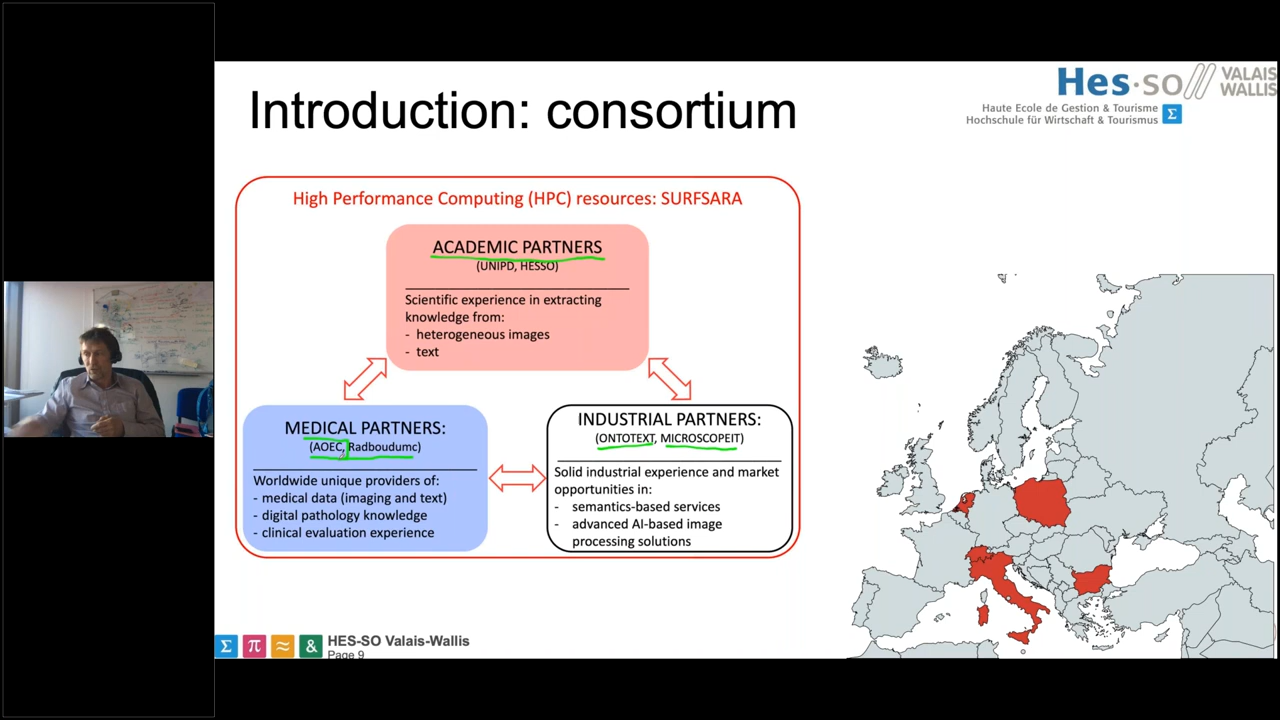 Introduction: consortium
Hes·so VALAIS
WALLIS
Haute Ecole de Gestion & Tourisme
Hochschule für Wirtschaft & Tourismus
Σ
High Performance Computing (HPC) resources: SURFSARA
ACADEMIC PARTNERS
(UNIPD, HESSO)
Scientific experience in extracting
knowledge from:
- heterogeneous images
- text
MEDICAL PARTNERS:
(AOEC, Radboudumc)
Worldwide unique providers of:
- medical data (imaging and text)
- digital pathology knowledge
- clinical evaluation experience
INDUSTRIAL PARTNERS:
(ONTOTEXT, MICROSCOPEIT)
Solid industrial experience and market
opportunities in:
- semantics-based services
- advanced AI-based image
processing solutions
Σ π ≈ & HES-SO Valais-Wallis
Page 9